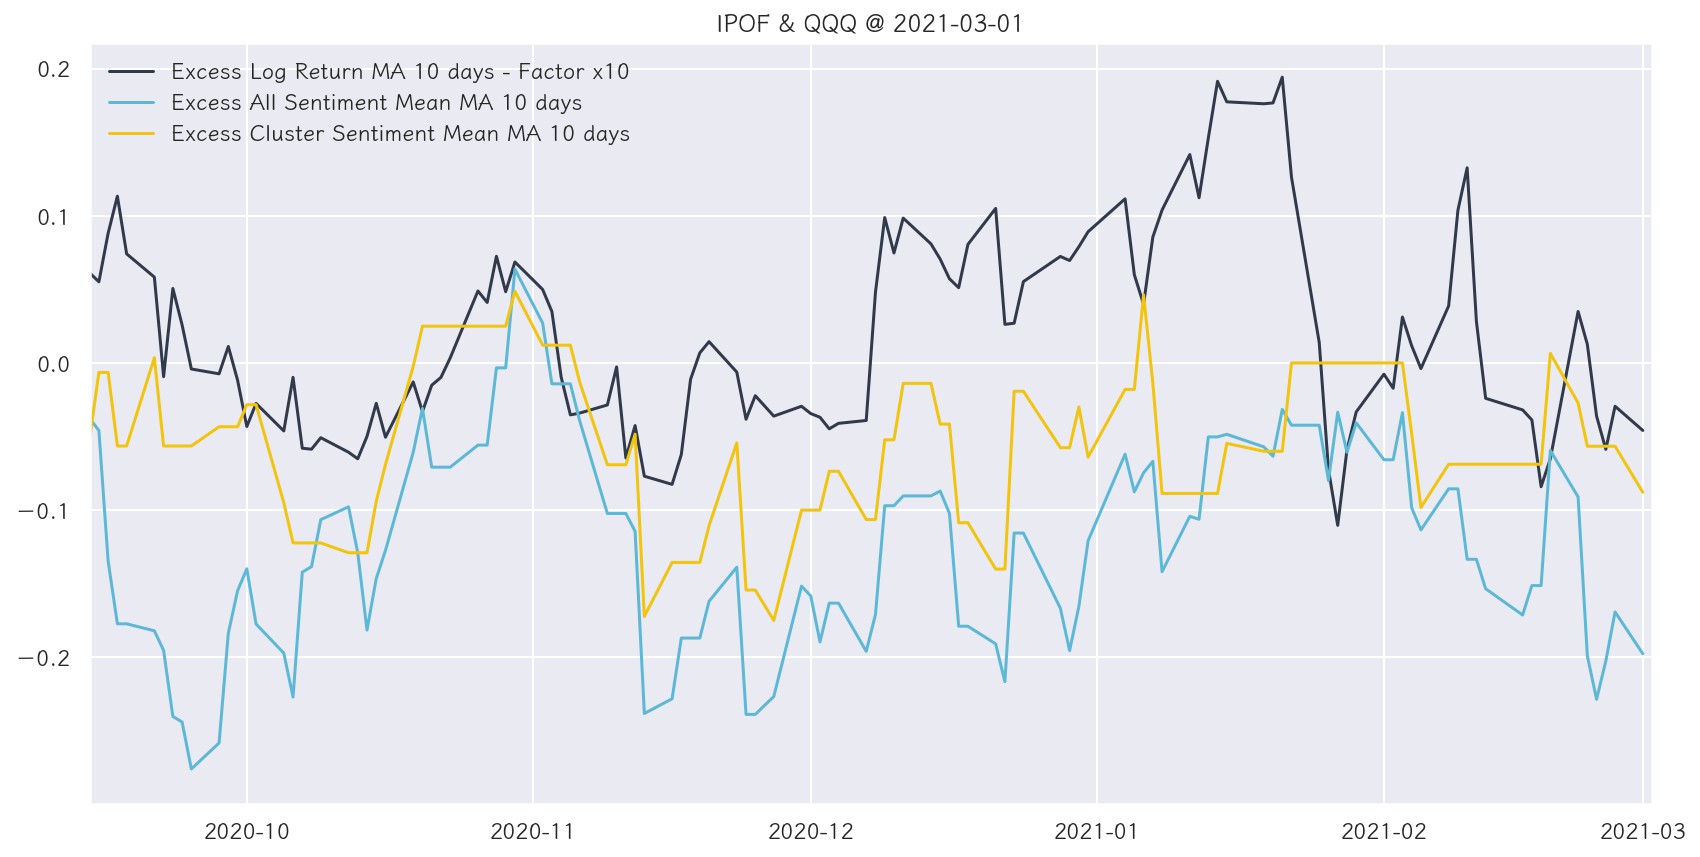 IPOF & QQQ @ 2021-03-01
Excess Log Return MA 10 days - Factor x10
Excess All Sentiment Mean MA 10 days
Excess Cluster Sentiment Mean MA 10 days
0.2
0.1
0.0
−0.1
−0.2
2020-10 2020-11 2020-12 2021-01 2021-02 2021-03